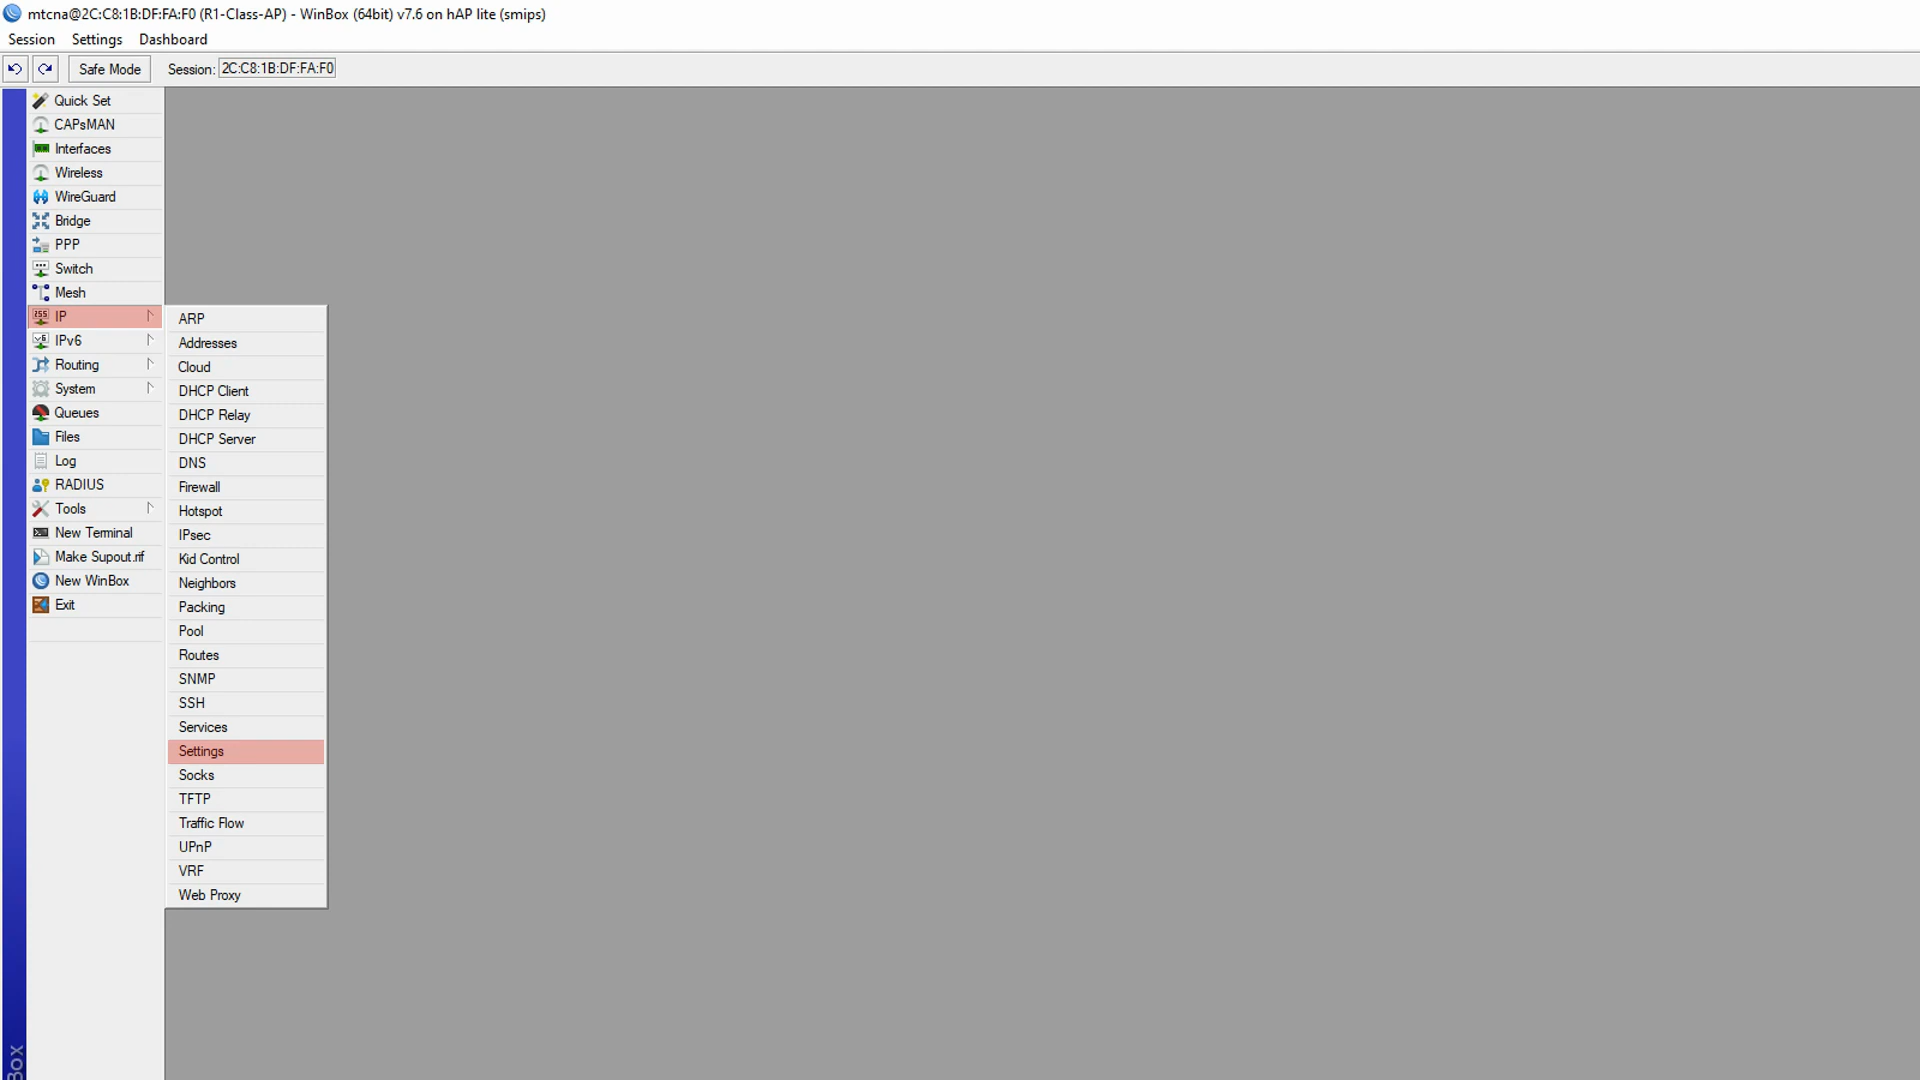 mtcna@2C:C8:1B:DF:FA:F0 (R1-Class-AP) - WinBox (64bit) v7.6 on hAP lite (smips)
Session Settings Dashboard
Safe Mode Session: 2C:C8:1B:DF:FA:F0
Quick Set
CAPsMAN
Interfaces
Wireless
WireGuard
Bridge
PPP
Switch
Mesh
IP
IPv6
Routing
System
Queues
Files
Log
RADIUS
Tools
New Terminal
Make Supout.rif
New WinBox
Exit
ARP
Addresses
Cloud
DHCP Client
DHCP Relay
DHCP Server
DNS
Firewall
Hotspot
IPsec
Kid Control
Neighbors
Packing
Pool
Routes
SNMP
SSH
Services
Settings
Socks
TFTP
Traffic Flow
UPnP
VRF
Web Proxy
Box